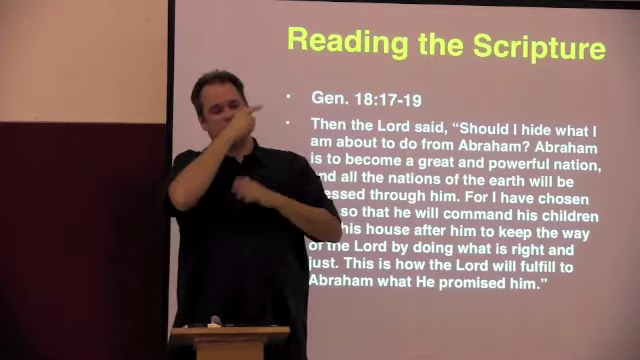 Reading the Scripture
• Gen. 18:17-19
• Then the Lord said, “Should I hide what I
am about to do from Abraham? Abraham
is to become a great and powerful nation,
and all the nations of the earth will be
blessed through him. For I have chosen
so that he will command his children
his house after him to keep the way
of the Lord by doing what is right and
just. This is how the Lord will fulfill to
Abraham what He promised him.”